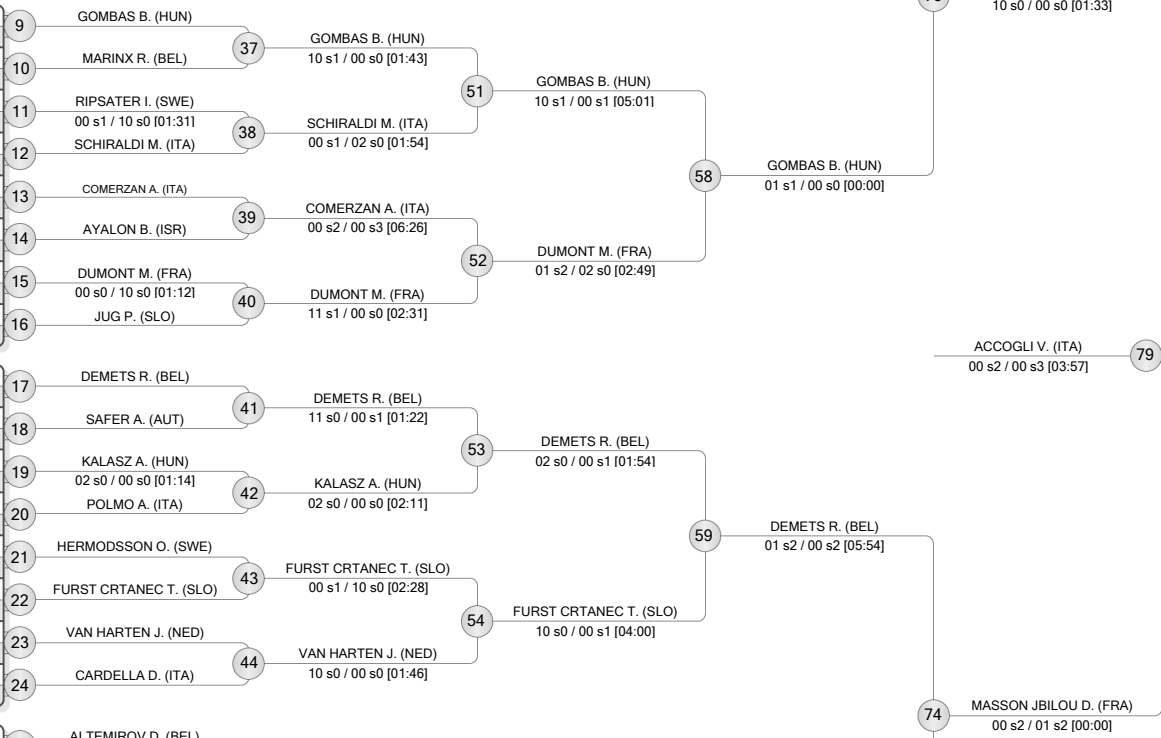 10 s0 / 00 s0 [01:33]
9
GOMBAS B. (HUN)
10
MARINX R. (BEL)
11
RIPSATER I. (SWE)
00 s1 / 10 s0 [01:31]
12
SCHIRALDI M. (ITA)
13
COMERZAN A. (ITA)
14
AYALON B. (ISR)
15
DUMONT M. (FRA)
00 s0 / 10 s0 [01:12]
16
JUG P. (SLO)
17
DEMETS R. (BEL)
18
SAFER A. (AUT)
19
KALASZ A. (HUN)
02 s0 / 00 s0 [01:14]
20
POLMO A. (ITA)
21
HERMODSSON O. (SWE)
22
FURST CRTANEC T. (SLO)
23
VAN HARTEN J. (NED)
24
CARDELLA D. (ITA)
37
GOMBAS B. (HUN)
10 s1 / 00 s0 [01:43]
38
SCHIRALDI M. (ITA)
00 s1 / 02 s0 [01:54]
39
COMERZAN A. (ITA)
00 s2 / 00 s3 [06:26]
40
DUMONT M. (FRA)
11 s1 / 00 s0 [02:31]
41
DEMETS R. (BEL)
11 s0 / 00 s1 [01:22]
42
KALASZ A. (HUN)
02 s0 / 00 s0 [02:11]
43
FURST CRTANEC T. (SLO)
00 s1 / 10 s0 [02:28]
44
VAN HARTEN J. (NED)
10 s0 / 00 s0 [01:46]
51
GOMBAS B. (HUN)
10 s1 / 00 s1 [05:01]
52
DUMONT M. (FRA)
01 s2 / 02 s0 [02:49]
53
DEMETS R. (BEL)
02 s0 / 00 s1 [01:54]
54
FURST CRTANEC T. (SLO)
10 s0 / 00 s1 [04:00]
58
GOMBAS B. (HUN)
01 s1 / 00 s0 [00:00]
59
DEMETS R. (BEL)
01 s2 / 00 s2 [05:54]
ACCOGLI V. (ITA)
00 s2 / 00 s3 [03:57]
79
74
MASSON JBILOU D. (FRA)
00 s2 / 01 s2 [00:00]
ALTEMIROV D. (BEL)